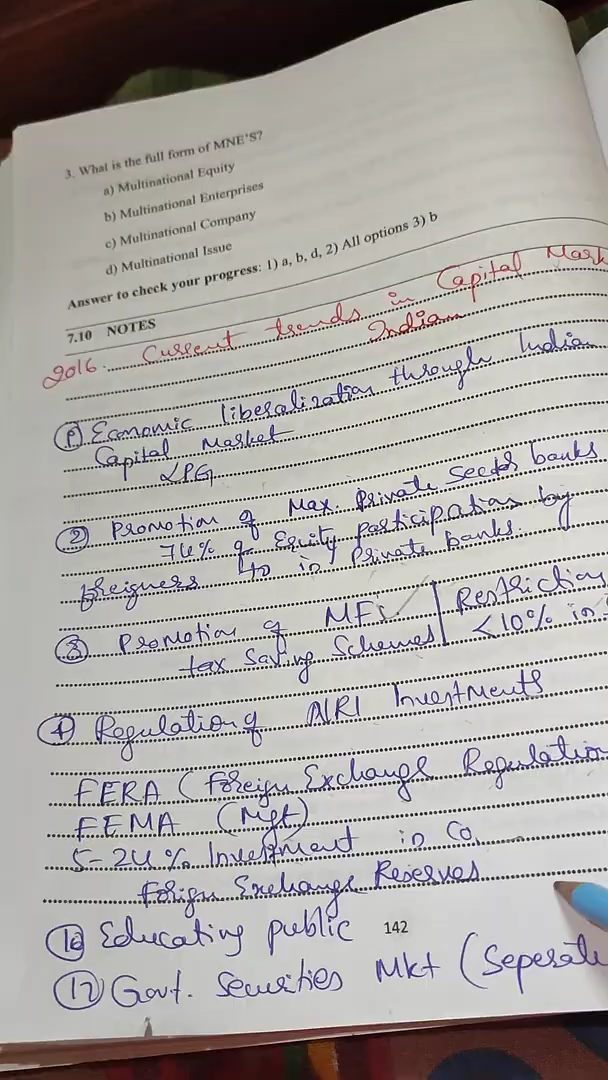 3. What is the full form of MNE'S?
a) Multinational Equity
b) Multinational Enterprises
c) Multinational Company
d) Multinational Issue
Answer to check your progress: 1) a, b, d, 2) All options 3) b
7.10 NOTES
2016. Current trends in Capital Mark
Indian
① Economic liberalization through Indian
Capital Market
LPG
② Promotion of Max. Private Sector banks
74% of Equity participation by
foreigners to in Private banks.
③ Promotion of MFs Restriction
tax Saving Schemes <10% in
④ Regulation of NRI Investments
FERA (Foreign Exchange Regulation
FEMA (Mgt)
5-24% Investment in Co,
Foreign Exchange Reserves
⑯ Educating public 142
⑰ Govt. Securities Mkt (Seperate